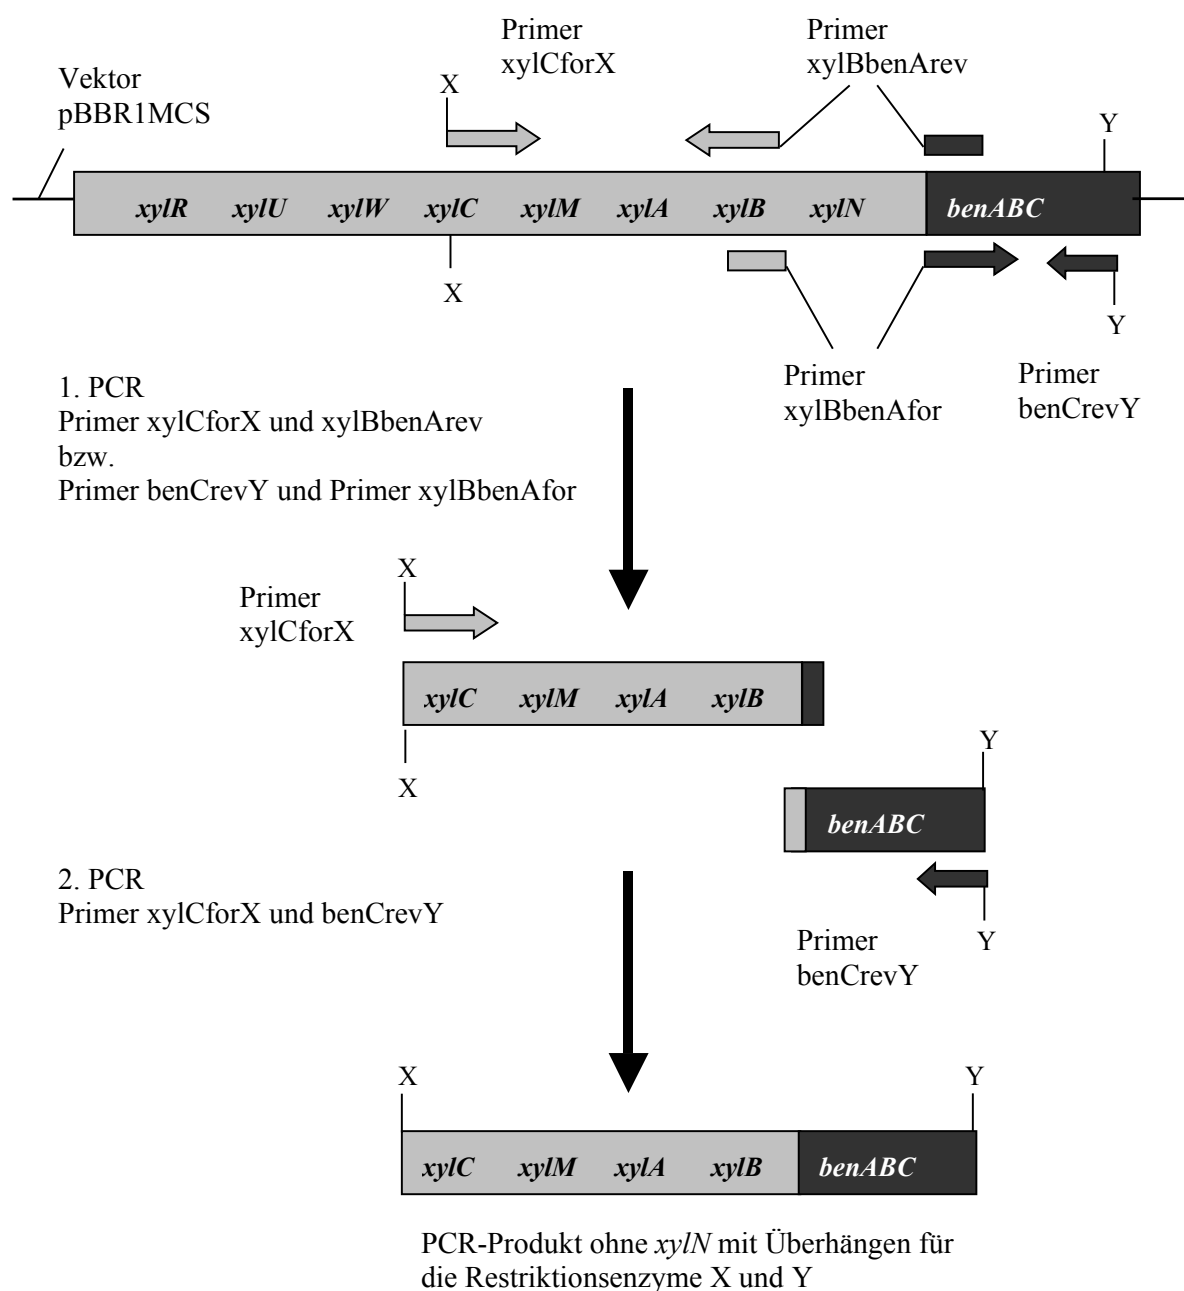 Primer
xylCforX
Primer
xylBbenArev
Vektor
pBBR1MCS
X
Y
xylR xylU xylW xylC xylM xylA xylB xylN benABC
X
Y
Primer
xylBbenAfor
Primer
benCrevY
1. PCR
Primer xylCforX und xylBbenArev
bzw.
Primer benCrevY und Primer xylBbenAfor
X
Primer
xylCforX
xylC xylM xylA xylB
X
Y
benABC
2. PCR
Primer xylCforX und benCrevY
Y
Primer
benCrevY
X
Y
xylC xylM xylA xylB benABC
PCR-Produkt ohne xylN mit Überhängen für
die Restriktionsenzyme X und Y